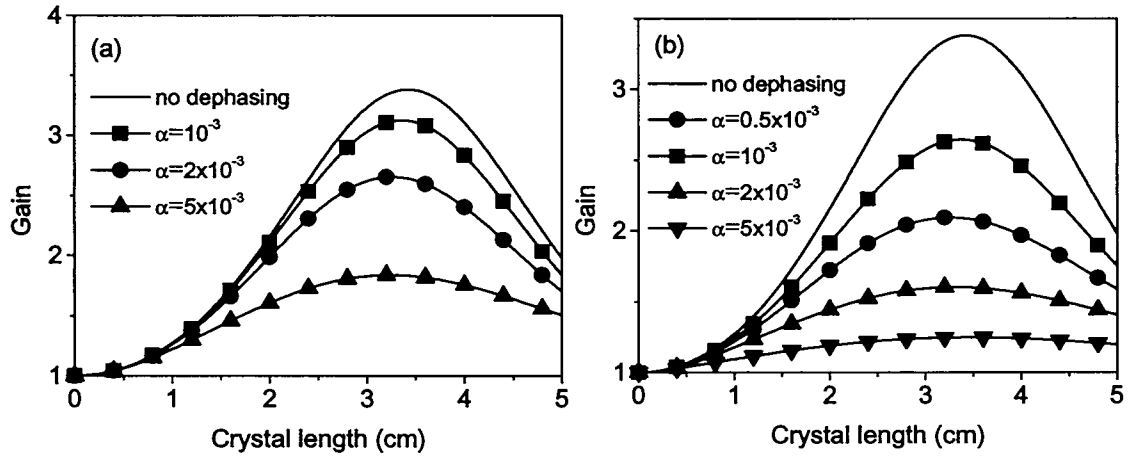 (a)
no dephasing
α=10⁻³
α=2x10⁻³
α=5x10⁻³
Gain
4
3
2
1
0 1 2 3 4 5
Crystal length (cm)
(b)
no dephasing
α=0.5x10⁻³
α=10⁻³
α=2x10⁻³
α=5x10⁻³
Gain
3
2
1
0 1 2 3 4 5
Crystal length (cm)